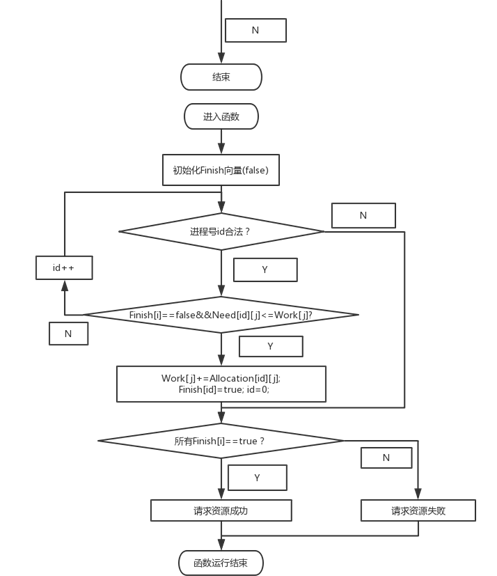 N
结束
进入函数
初始化Finish向量(false)
N
进程号id合法？
Y
id++
Finish[i]==false&&Need[id][j]<=Work[j]?
N
Y
Work[j]+=Allocation[id][j];
Finish[id]=true; id=0;
所有Finish[i]==true？
N
Y
请求资源成功
请求资源失败
函数运行结束